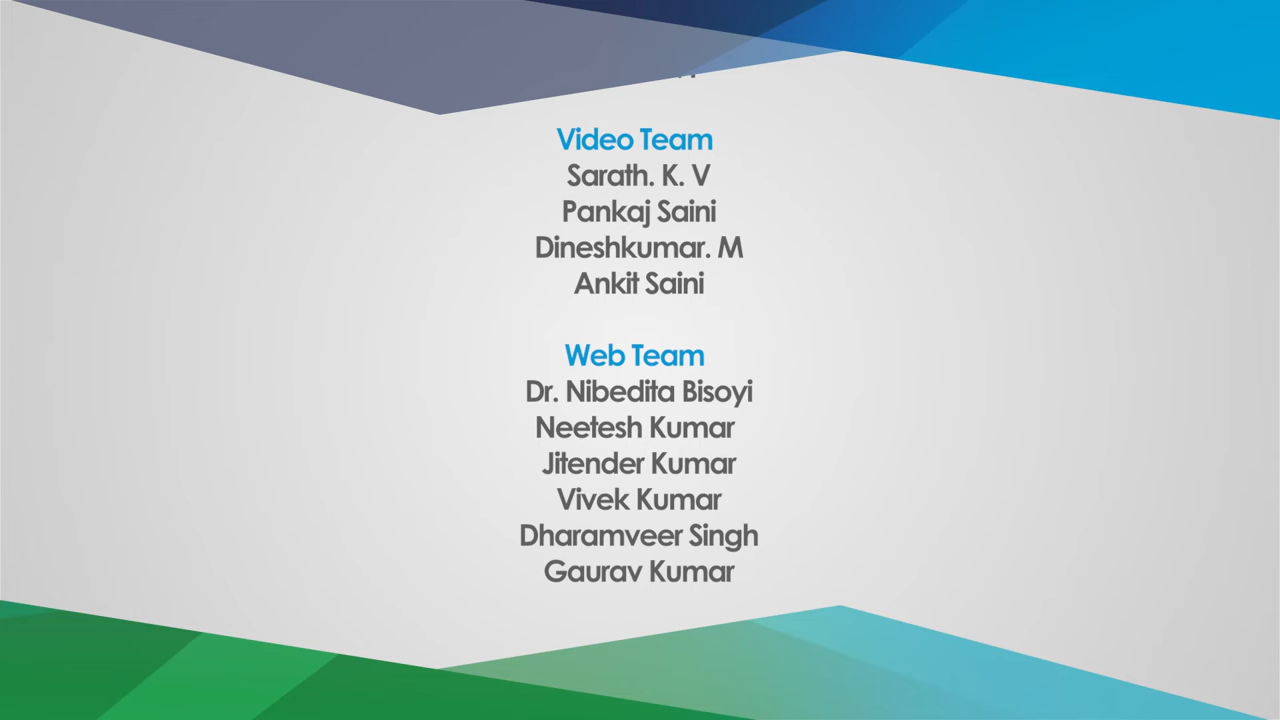 Video Team
Sarath. K. V
Pankaj Saini
Dineshkumar. M
Ankit Saini
Web Team
Dr. Nibedita Bisoyi
Neetesh Kumar
Jitender Kumar
Vivek Kumar
Dharamveer Singh
Gaurav Kumar